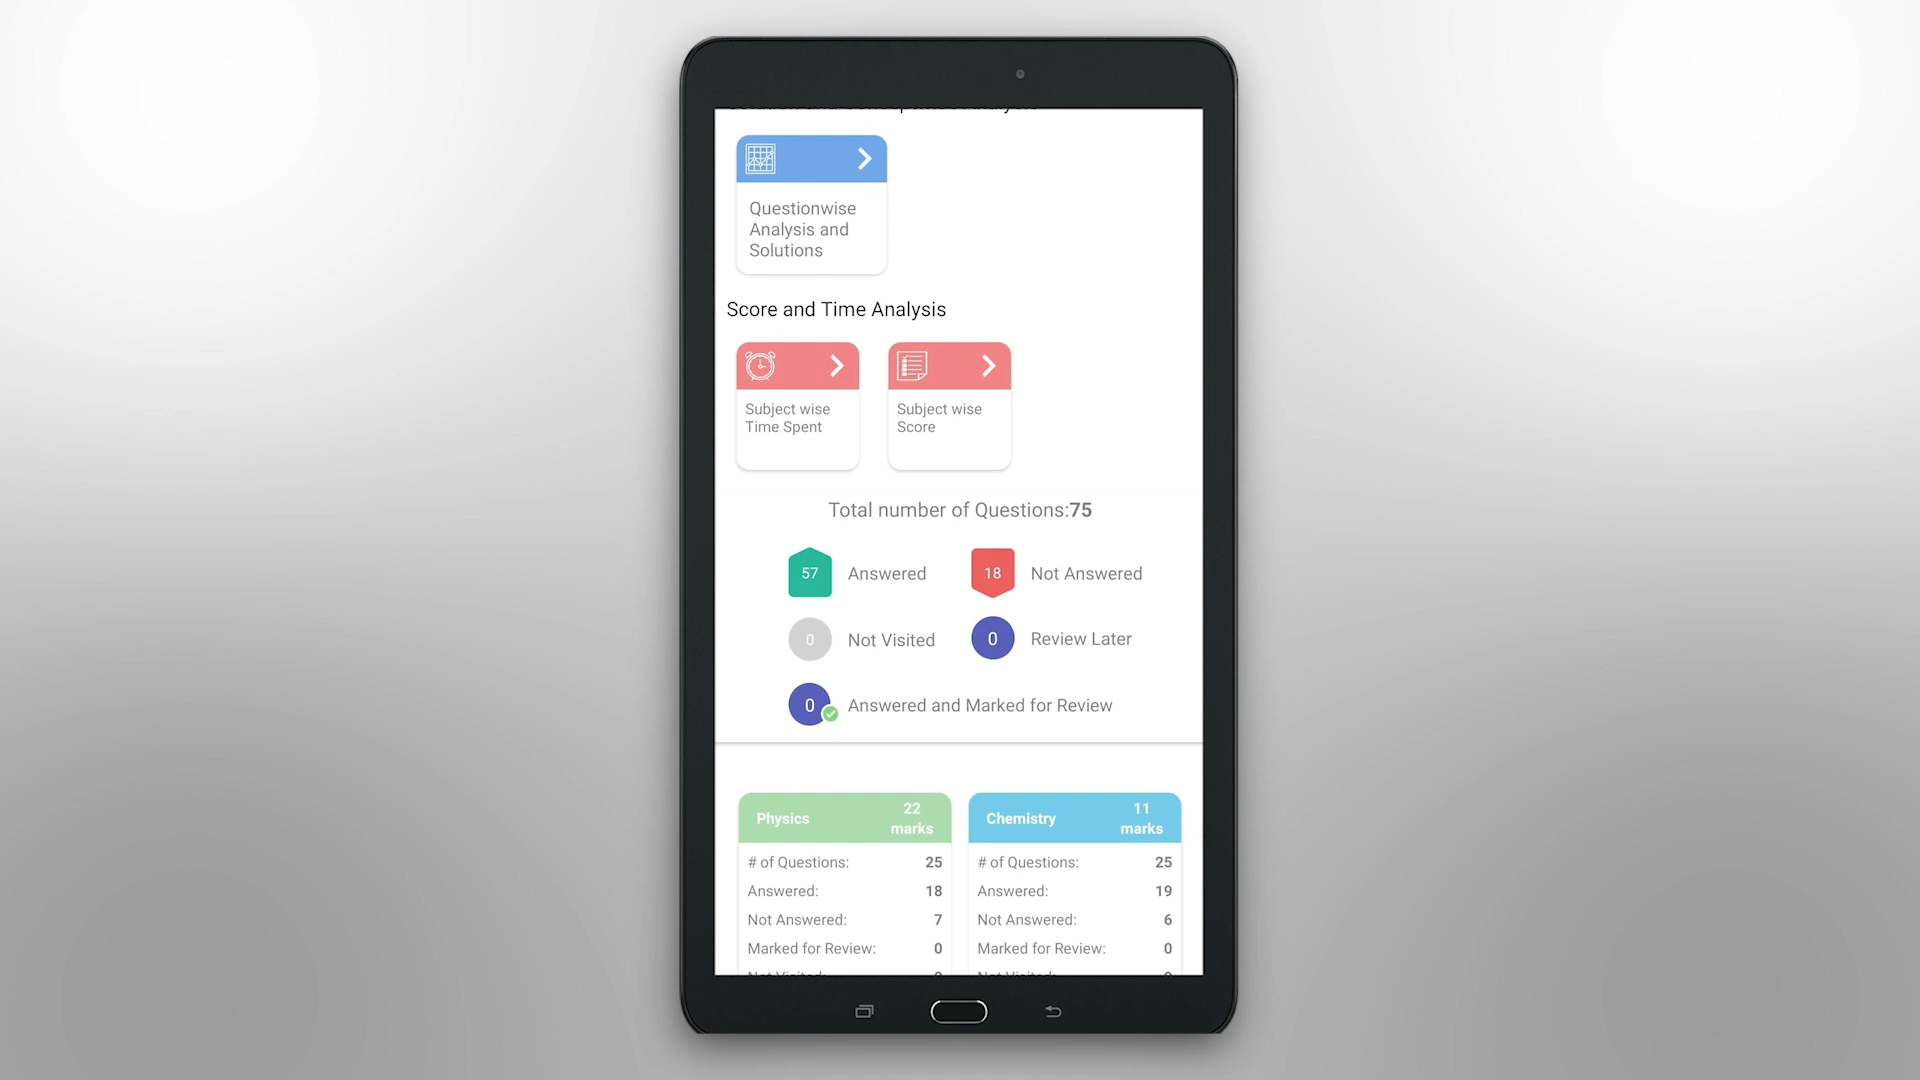 Questionwise
Analysis and
Solutions
Score and Time Analysis
Subject wise
Time Spent
Subject wise
Score
Total number of Questions:75
57 Answered
18 Not Answered
0 Not Visited
0 Review Later
0 Answered and Marked for Review
Physics
22
marks
# of Questions: 25
Answered: 18
Not Answered: 7
Marked for Review: 0
Chemistry
11
marks
# of Questions: 25
Answered: 19
Not Answered: 6
Marked for Review: 0